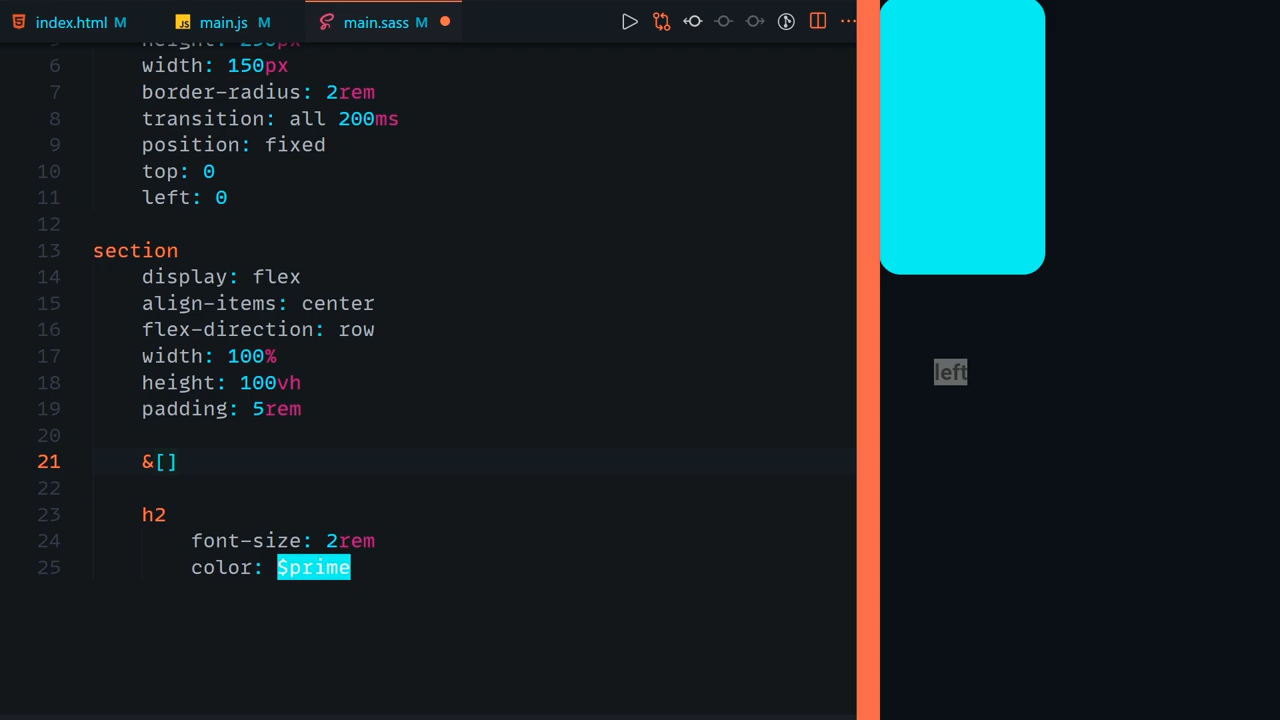 index.html M
JS main.js M
main.sass M
6 width: 150px
7 border-radius: 2rem
8 transition: all 200ms
9 position: fixed
10 top: 0
11 left: 0
12
13 section
14 display: flex
15 align-items: center
16 flex-direction: row
17 width: 100%
18 height: 100vh
19 padding: 5rem
20
21 &[]
22
23 h2
24 font-size: 2rem
25 color: $prime
left